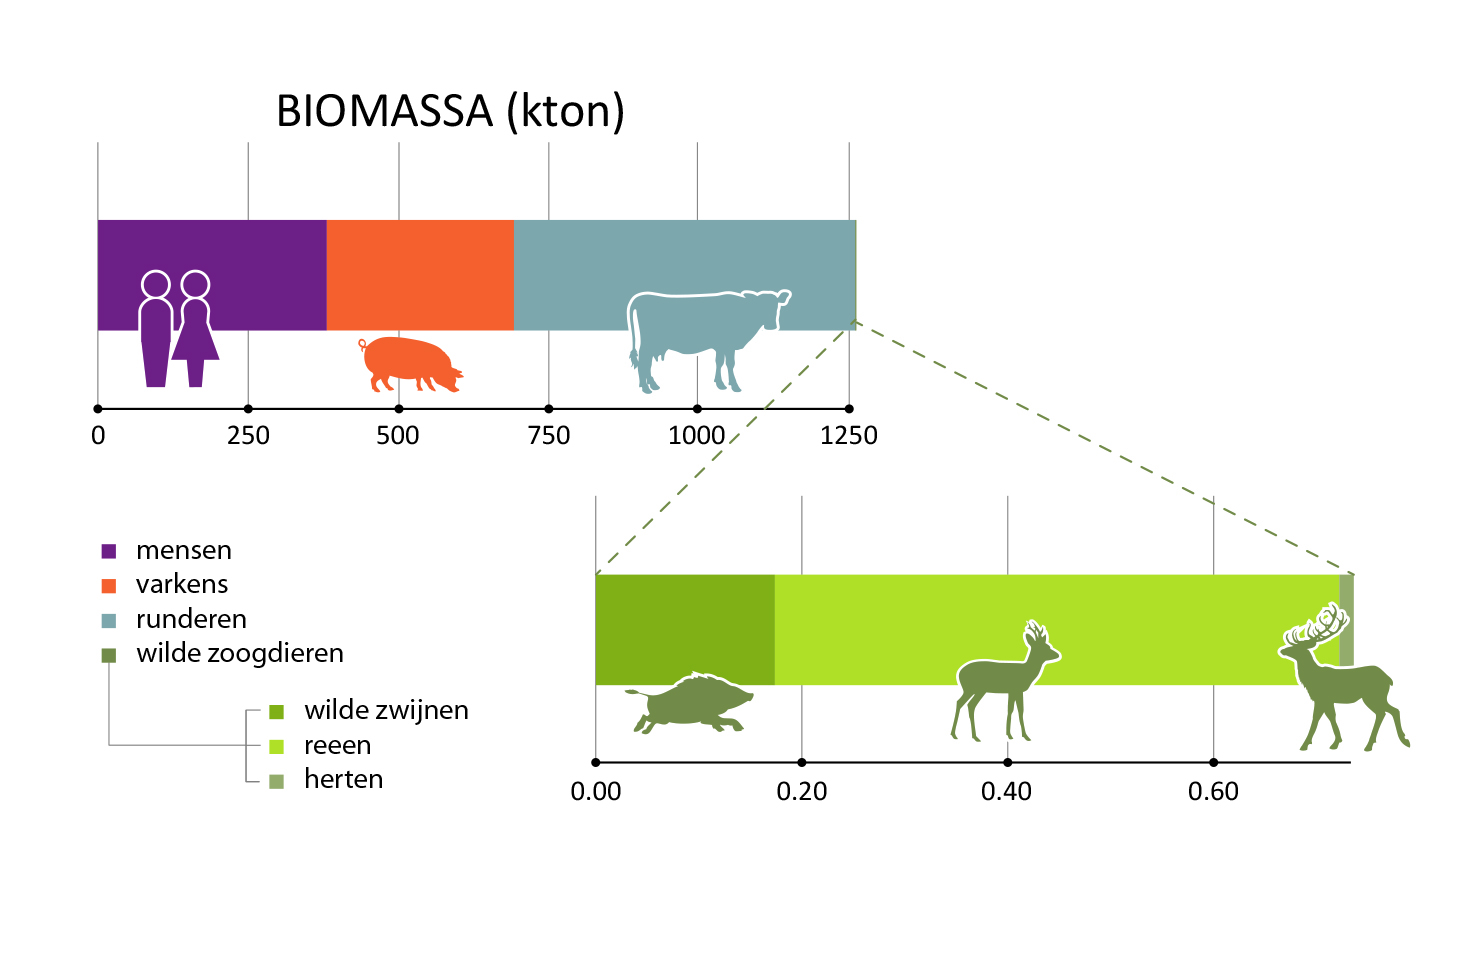 BIOMASSA (kton)
0 250 500 750 1000 1250
mensen
varkens
runderen
wilde zoogdieren
wilde zwijnen
reeen
herten
0.00 0.20 0.40 0.60